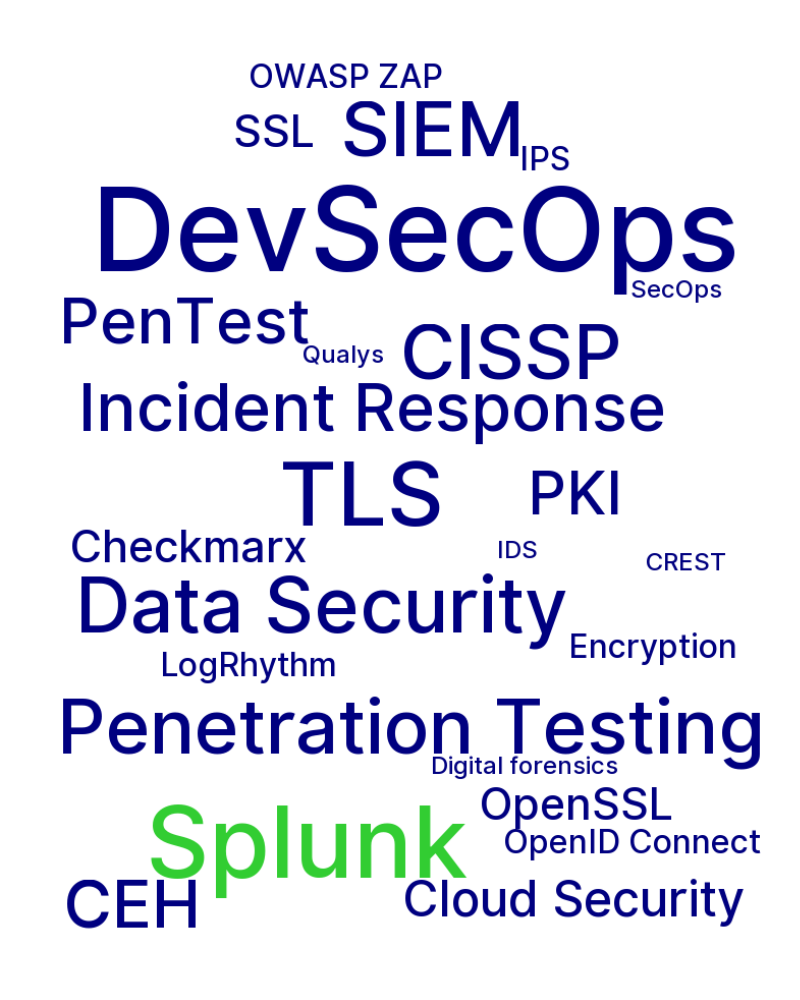 OWASP ZAP
SSL
SIEM
IPS
DevSecOps
SecOps
PenTest
Qualys
CISSP
Incident Response
TLS
PKI
Checkmarx
IDS
CREST
Data Security
Encryption
LogRhythm
Penetration Testing
Digital forensics
OpenSSL
Splunk
OpenID Connect
CEH
Cloud Security